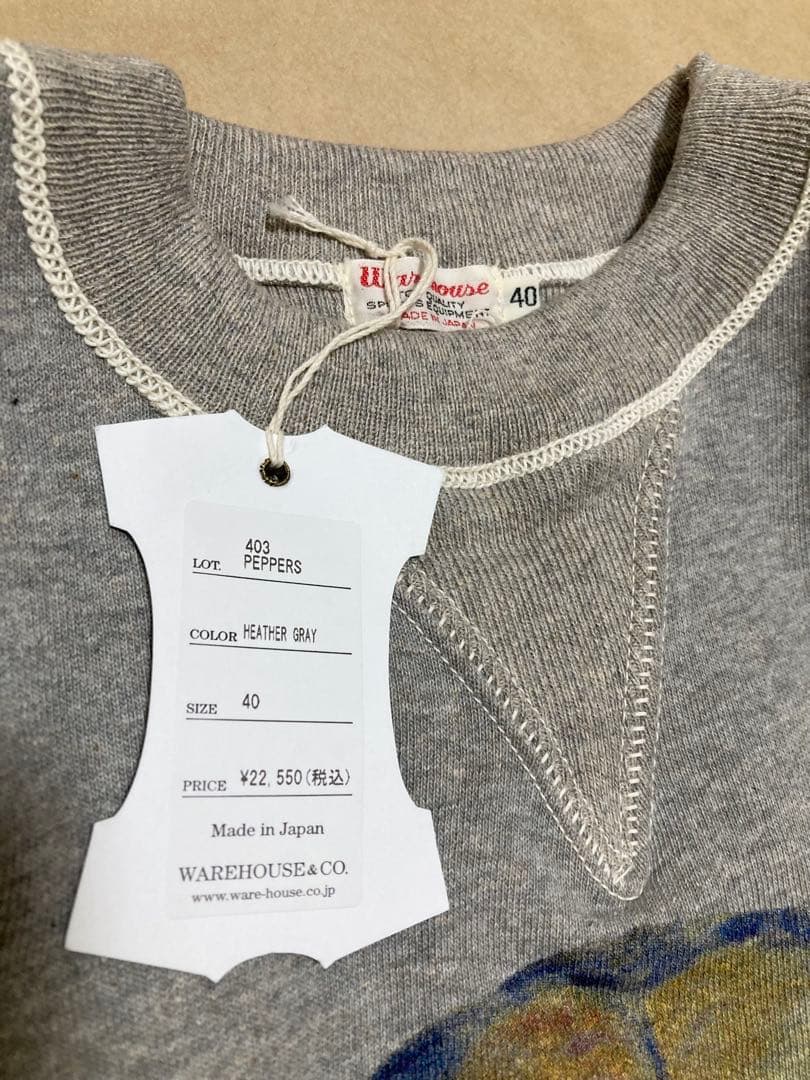 Warehouse
QUALITY
SPORTS EQUIPMENT
MADE IN JAPAN
40
LOT. 403
PEPPERS
COLOR HEATHER GRAY
SIZE 40
PRICE ¥22,550(税込)
Made in Japan
WAREHOUSE&CO.
www.ware-house.co.jp